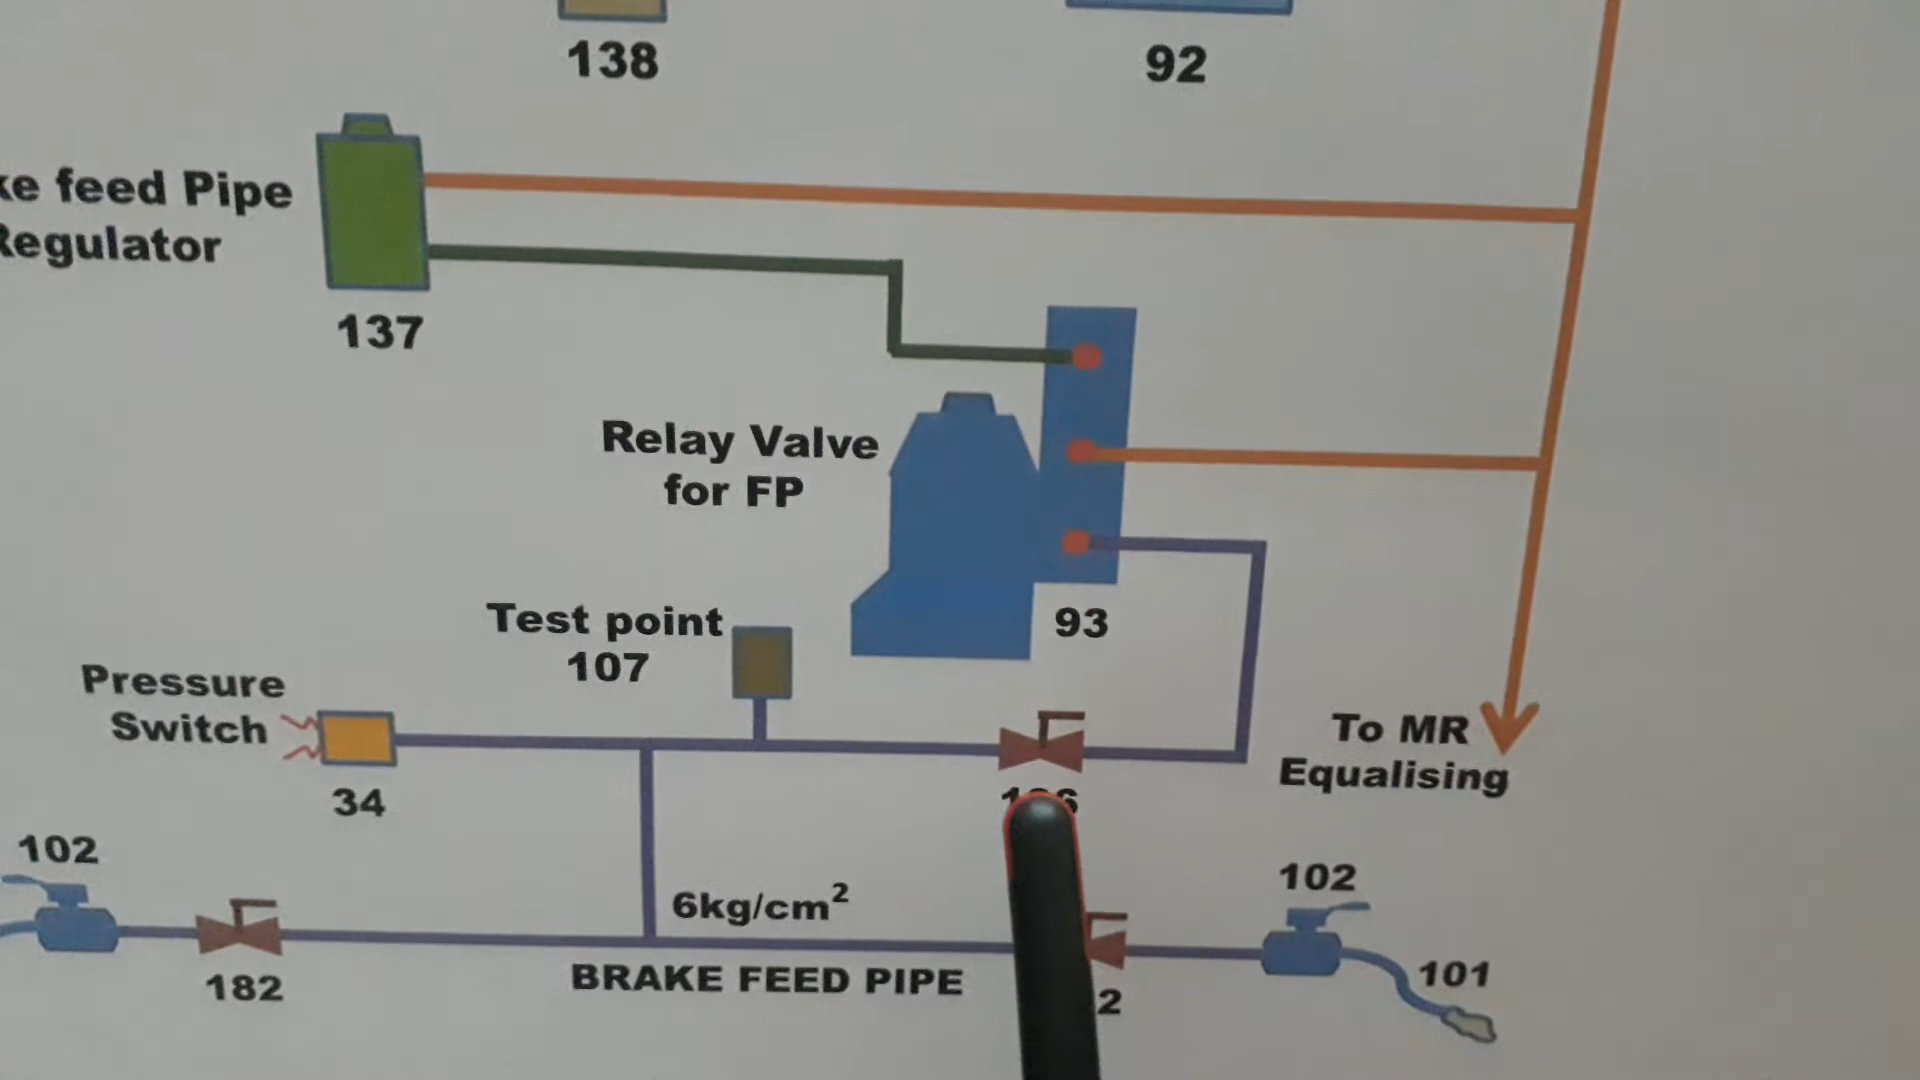 138
92
ke feed Pipe
Regulator
137
Relay Valve
for FP
93
Test point
107
Pressure
Switch
34
To MR
Equalising
102
6kg/cm²
102
182
BRAKE FEED PIPE
101